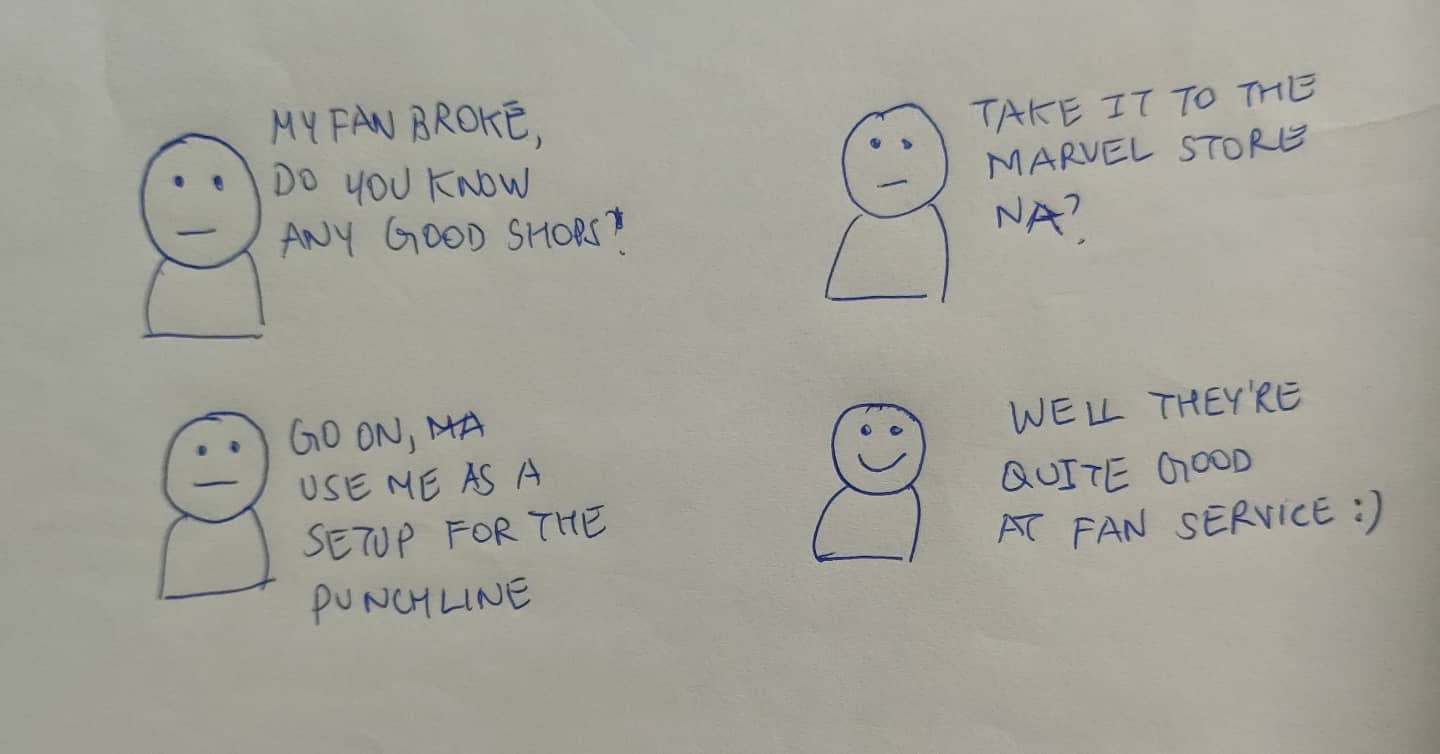 MY FAN BROKE,
DO YOU KNOW
ANY GOOD SHOPS?
TAKE IT TO THE
MARVEL STORE
NA?
GO ON, MA
USE ME AS A
SETUP FOR THE
PUNCHLINE
WELL THEY'RE
QUITE GOOD
AT FAN SERVICE :)